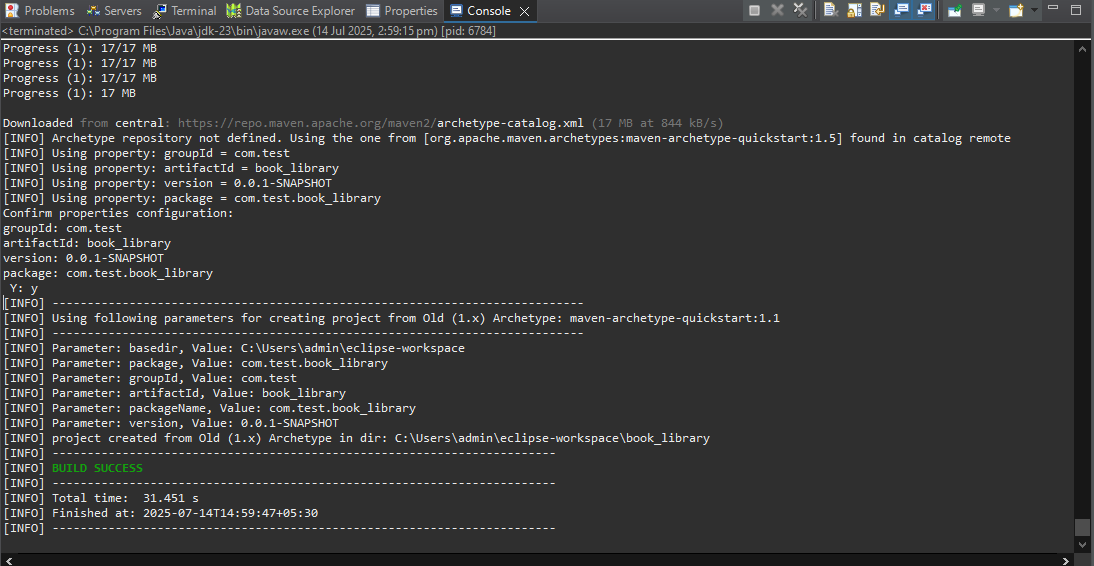 Problems Servers Terminal Data Source Explorer Properties Console
<terminated> C:\Program Files\Java\jdk-23\bin\javaw.exe (14 Jul 2025, 2:59:15 pm) [pid: 6784]
Progress (1): 17/17 MB
Progress (1): 17/17 MB
Progress (1): 17/17 MB
Progress (1): 17 MB
Downloaded from central: https://repo.maven.apache.org/maven2/archetype-catalog.xml (17 MB at 844 kB/s)
[INFO] Archetype repository not defined. Using the one from [org.apache.maven.archetypes:maven-archetype-quickstart:1.5] found in catalog remote
[INFO] Using property: groupId = com.test
[INFO] Using property: artifactId = book_library
[INFO] Using property: version = 0.0.1-SNAPSHOT
[INFO] Using property: package = com.test.book_library
Confirm properties configuration:
groupId: com.test
artifactId: book_library
version: 0.0.1-SNAPSHOT
package: com.test.book_library
Y: y
[INFO] ----------------------------------------------------------------------------
[INFO] Using following parameters for creating project from Old (1.x) Archetype: maven-archetype-quickstart:1.1
[INFO] ----------------------------------------------------------------------------
[INFO] Parameter: basedir, Value: C:\Users\admin\eclipse-workspace
[INFO] Parameter: package, Value: com.test.book_library
[INFO] Parameter: groupId, Value: com.test
[INFO] Parameter: artifactId, Value: book_library
[INFO] Parameter: packageName, Value: com.test.book_library
[INFO] Parameter: version, Value: 0.0.1-SNAPSHOT
[INFO] project created from Old (1.x) Archetype in dir: C:\Users\admin\eclipse-workspace\book_library
[INFO] ------------------------------------------------------------------------
[INFO] BUILD SUCCESS
[INFO] ------------------------------------------------------------------------
[INFO] Total time:  31.451 s
[INFO] Finished at: 2025-07-14T14:59:47+05:30
[INFO] ------------------------------------------------------------------------